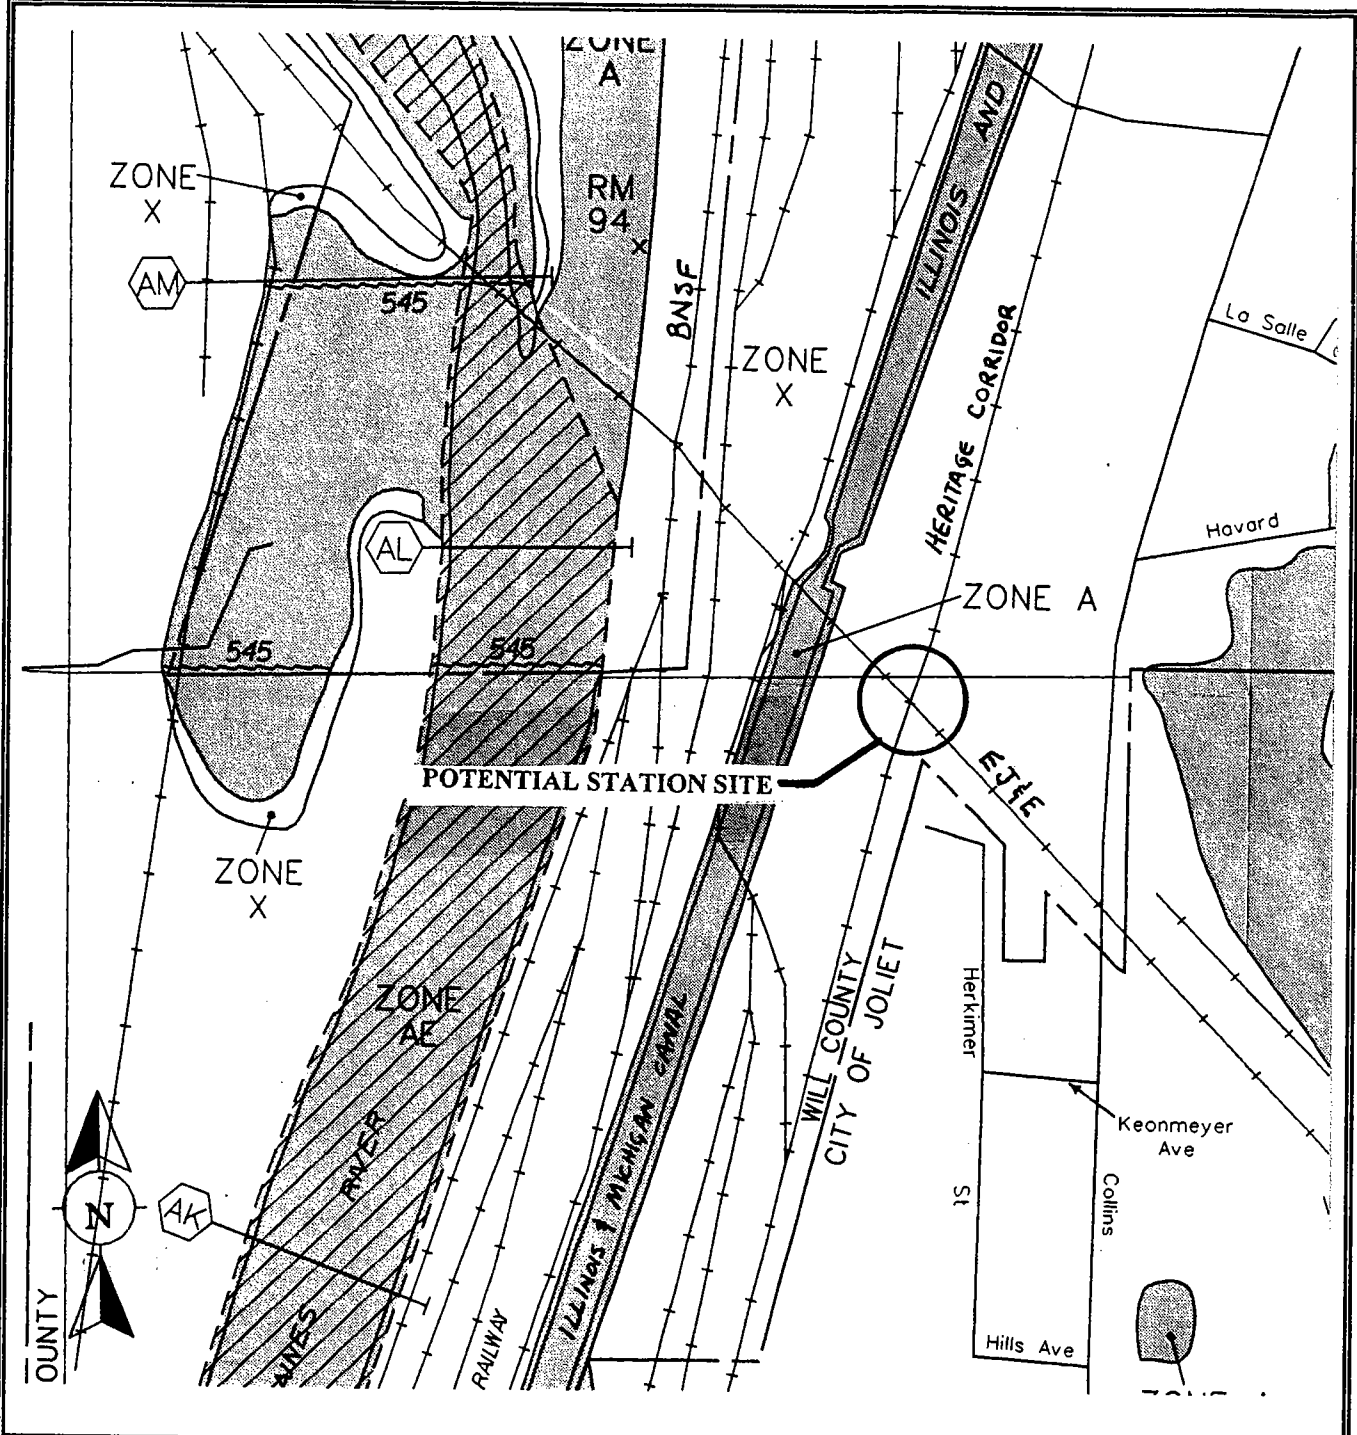 ZONE
A
ZONE
X
RM
94
AM
545
BNSF
ZONE
X
ILLINOIS AND
HERITAGE CORRIDOR
La Salle
Havard
AL
ZONE A
545
545
POTENTIAL STATION SITE
EJ&E
ZONE
X
ZONE
AE
RIVER
AINES
AK
N
OUNTY
RAILWAY
ILLINOIS & MICHIGAN CANAL
WILL COUNTY
CITY OF JOLIET
Herkimer
St
Keonmeyer
Ave
Collins
Hills Ave